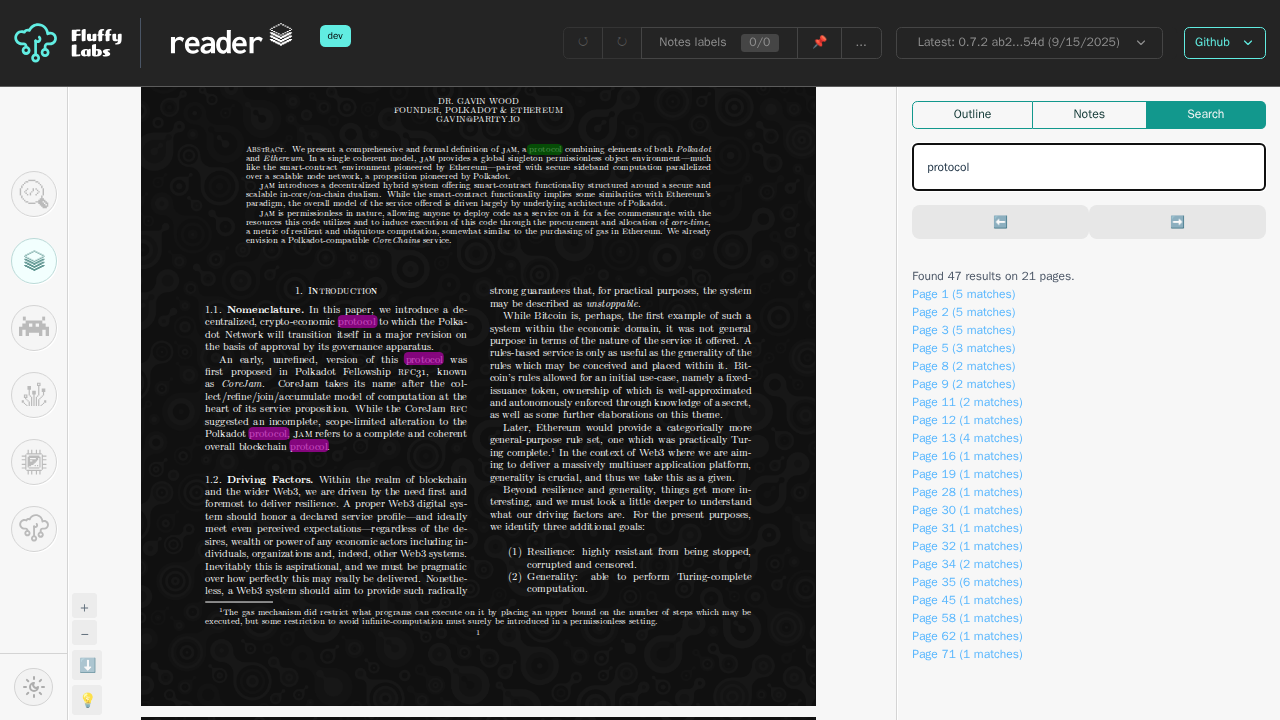 Fluffy Labs
reader
dev
Notes labels 0/0
...
Latest: 0.7.2 ab2...54d (9/15/2025)
Github
DR. GAVIN WOOD
FOUNDER, POLKADOT & ETHEREUM
GAVIN@PARITY.IO
Abstract. We present a comprehensive and formal definition of Jam, a protocol combining elements of both Polkadot
and Ethereum. In a single coherent model, Jam provides a global singleton permissionless object environment—much
like the smart-contract environment pioneered by Ethereum—paired with secure sideband computation parallelized
over a scalable node network, a proposition pioneered by Polkadot.
Jam introduces a decentralized hybrid system offering smart-contract functionality structured around a secure and
scalable in-core/on-chain dualism. While the smart-contract functionality implies some similarities with Ethereum's
paradigm, the overall model of the service offered is driven largely by underlying architecture of Polkadot.
Jam is permissionless in nature, allowing anyone to deploy code as a service on it for a fee commensurate with the
resources this code utilizes and to induce execution of this code through the procurement and allocation of core-time,
a metric of resilient and ubiquitous computation, somewhat similar to the purchasing of gas in Ethereum. We already
envision a Polkadot-compatible CoreChains service.
1. Introduction
1.1. Nomenclature. In this paper, we introduce a de-
centralized, crypto-economic protocol to which the Polka-
dot Network will transition itself in a major revision on
the basis of approval by its governance apparatus.
An early, unrefined, version of this protocol was
first proposed in Polkadot Fellowship RFC31, known
as CoreJam. CoreJam takes its name after the col-
lect/refine/join/accumulate model of computation at the
heart of its service proposition. While the CoreJam RFC
suggested an incomplete, scope-limited alteration to the
Polkadot protocol, Jam refers to a complete and coherent
overall blockchain protocol.
1.2. Driving Factors. Within the realm of blockchain
and the wider Web3, we are driven by the need first and
foremost to deliver resilience. A proper Web3 digital sys-
tem should honor a declared service profile—and ideally
meet even perceived expectations—regardless of the de-
sires, wealth or power of any economic actors including in-
dividuals, organizations and, indeed, other Web3 systems.
Inevitably this is aspirational, and we must be pragmatic
over how perfectly this may really be delivered. Nonethe-
less, a Web3 system should aim to provide such radically
strong guarantees that, for practical purposes, the system
may be described as unstoppable.
While Bitcoin is, perhaps, the first example of such a
system within the economic domain, it was not general
purpose in terms of the nature of the service it offered. A
rules-based service is only as useful as the generality of the
rules which may be conceived and placed within it. Bit-
coin's rules allowed for an initial use-case, namely a fixed-
issuance token, ownership of which is well-approximated
and autonomously enforced through knowledge of a secret,
as well as some further elaborations on this theme.
Later, Ethereum would provide a categorically more
general-purpose rule set, one which was practically Tur-
ing complete.1 In the context of Web3 where we are aim-
ing to deliver a massively multiuser application platform,
generality is crucial, and thus we take this as a given.
Beyond resilience and generality, things get more in-
teresting, and we must look a little deeper to understand
what our driving factors are. For the present purposes,
we identify three additional goals:
(1) Resilience: highly resistant from being stopped,
corrupted and censored.
(2) Generality: able to perform Turing-complete
computation.
1The gas mechanism did restrict what programs can execute on it by placing an upper bound on the number of steps which may be
executed, but some restriction to avoid infinite-computation must surely be introduced in a permissionless setting.
1
+
−
Outline
Notes
Search
protocol
Found 47 results on 21 pages.
Page 1 (5 matches)
Page 2 (5 matches)
Page 3 (5 matches)
Page 5 (3 matches)
Page 8 (2 matches)
Page 9 (2 matches)
Page 11 (2 matches)
Page 12 (1 matches)
Page 13 (4 matches)
Page 16 (1 matches)
Page 19 (1 matches)
Page 28 (1 matches)
Page 30 (1 matches)
Page 31 (1 matches)
Page 32 (1 matches)
Page 34 (2 matches)
Page 35 (6 matches)
Page 45 (1 matches)
Page 58 (1 matches)
Page 62 (1 matches)
Page 71 (1 matches)